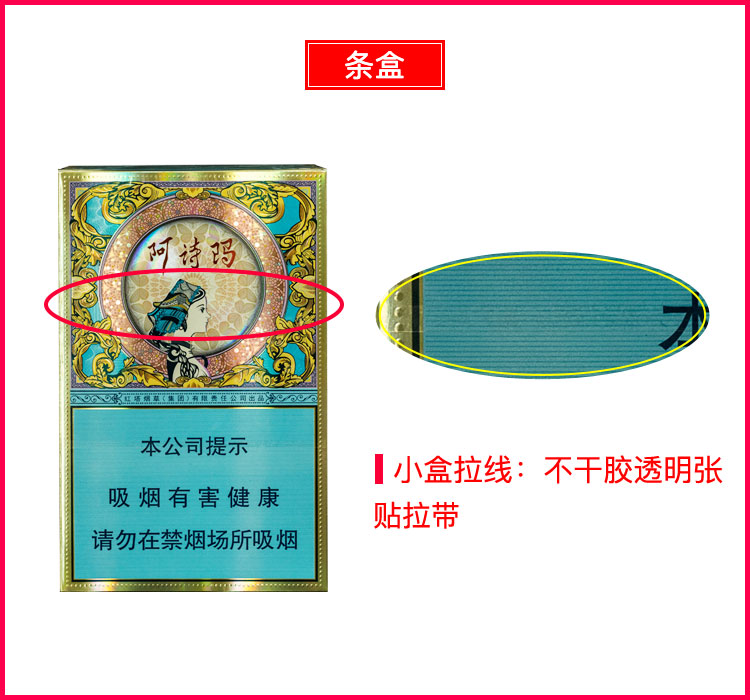 条盒
阿诗玛
红塔烟草(集团)有限责任公司出品
本公司提示
吸烟有害健康
请勿在禁烟场所吸烟
小盒拉线：不干胶透明张
贴拉带